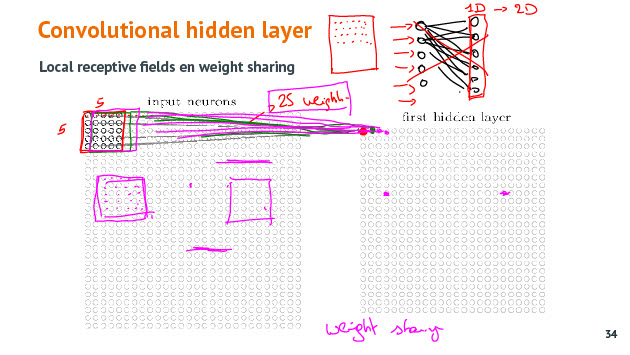 1D → 2D
Convolutional hidden layer
Local receptive fields en weight sharing
5
25 weight.
input neurons
5
first hidden layer
weight sharing
34